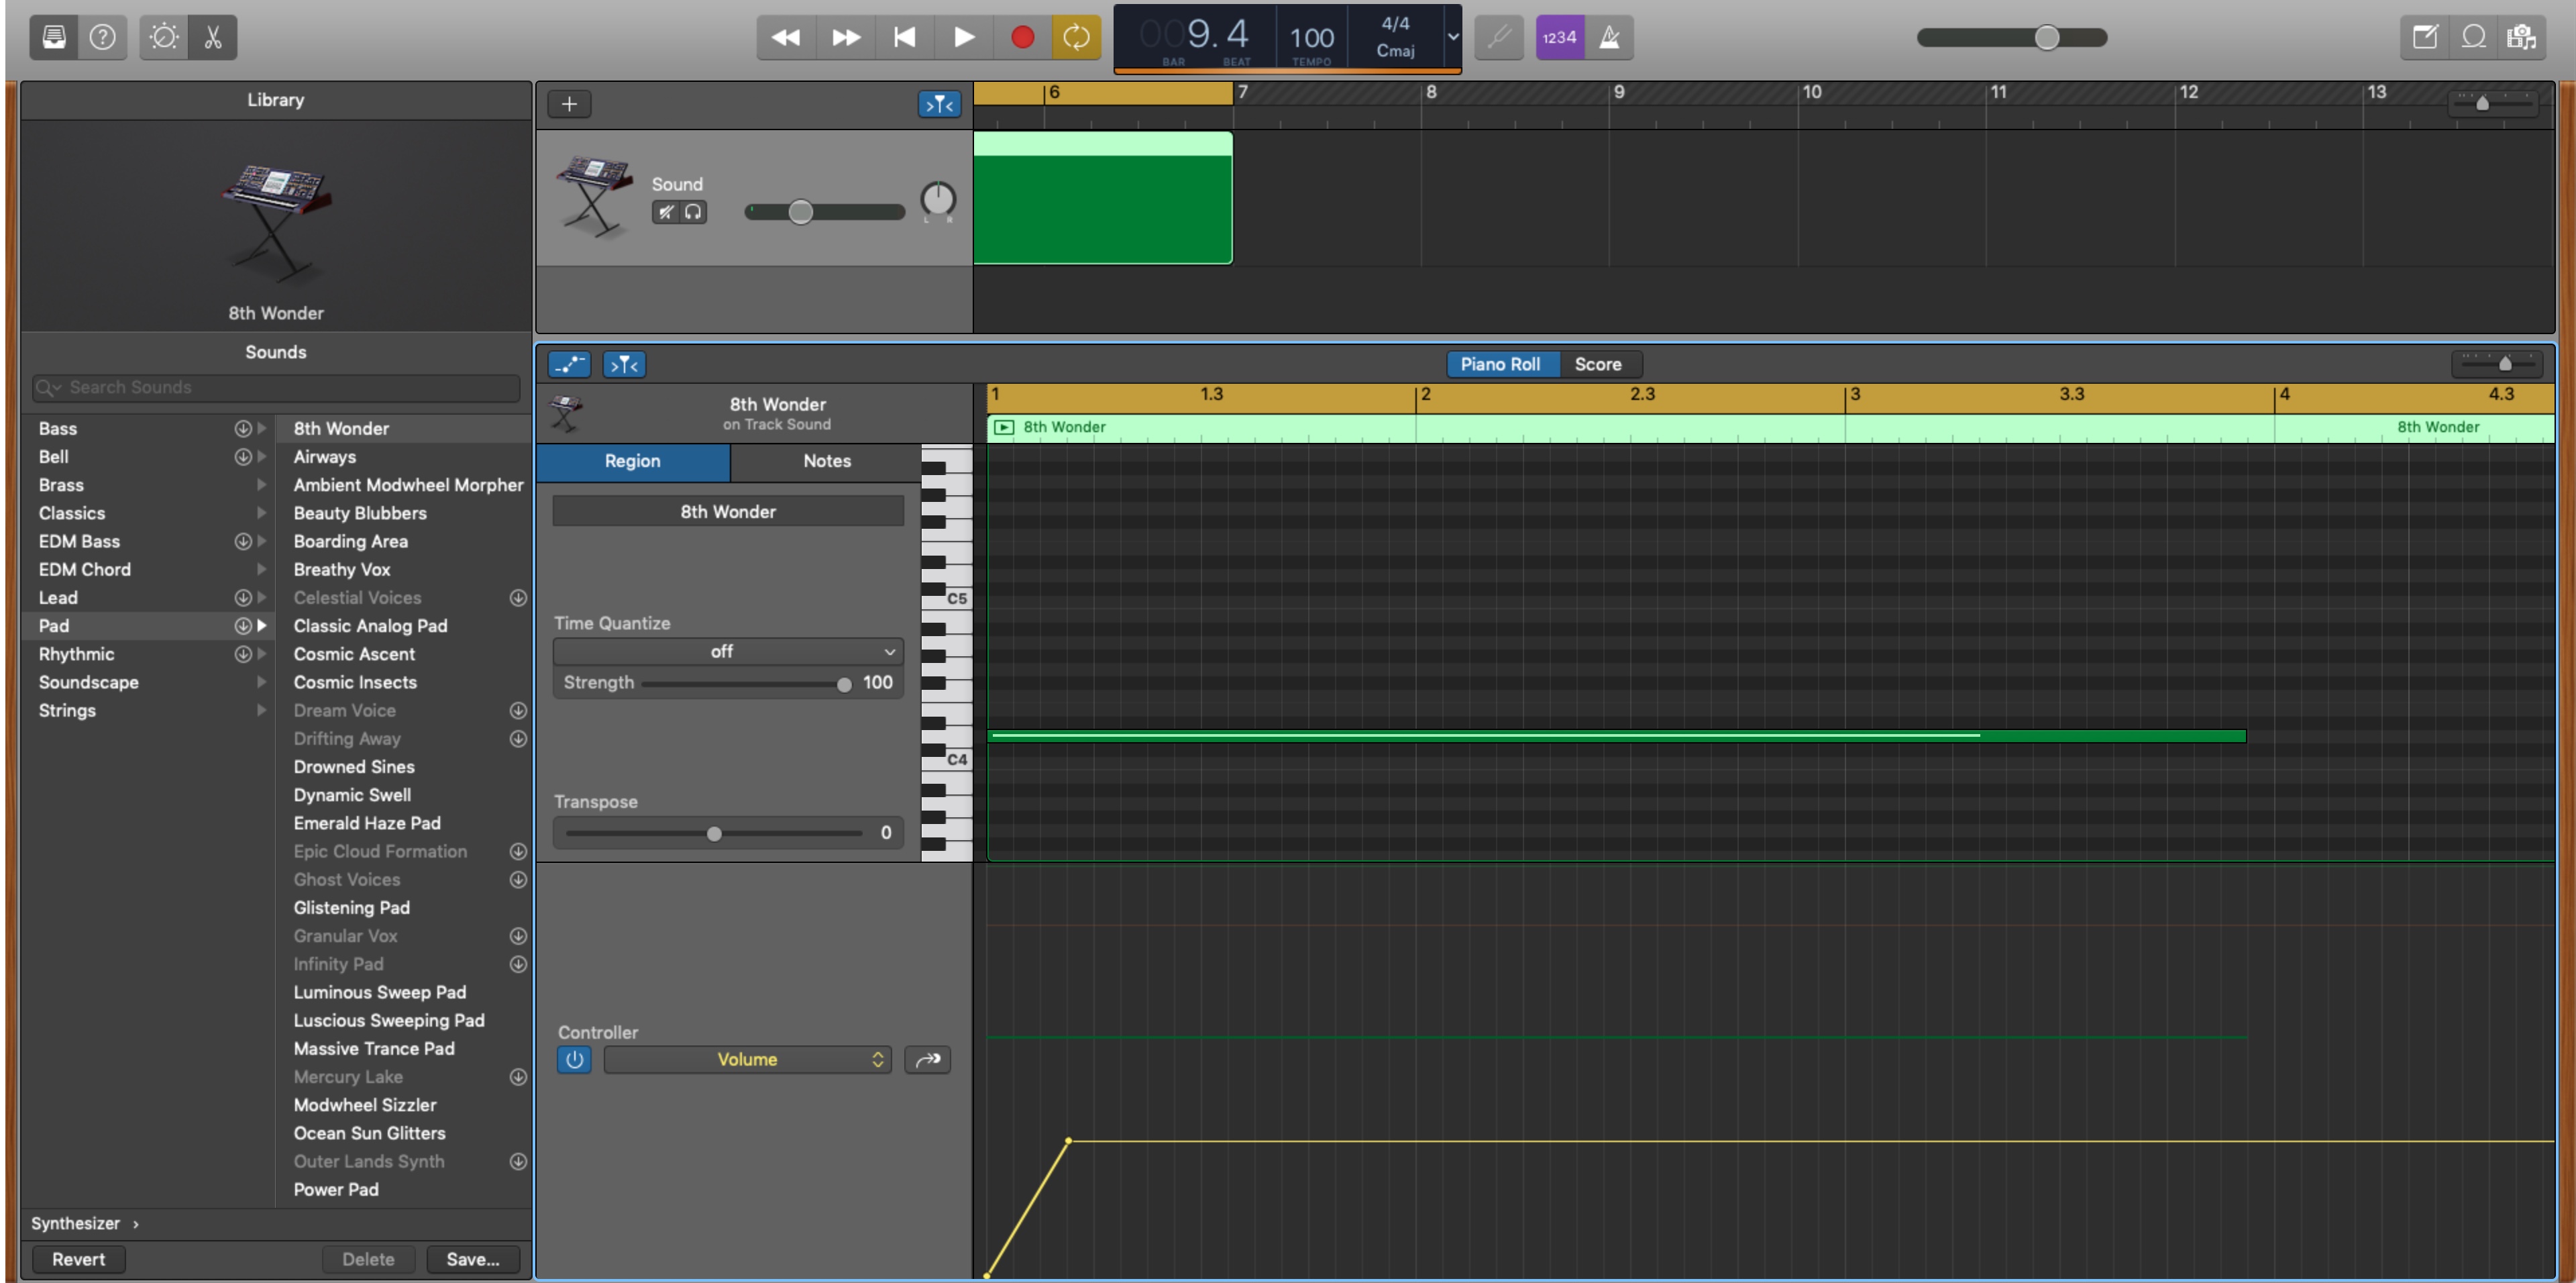 009.4
100
4/4
Cmaj
BAR
BEAT
TEMPO
1234
Library
8th Wonder
Sounds
Search Sounds
Bass
Bell
Brass
Classics
EDM Bass
EDM Chord
Lead
Pad
Rhythmic
Soundscape
Strings
8th Wonder
Airways
Ambient Modwheel Morpher
Beauty Blubbers
Boarding Area
Breathy Vox
Celestial Voices
Classic Analog Pad
Cosmic Ascent
Cosmic Insects
Dream Voice
Drifting Away
Drowned Sines
Dynamic Swell
Emerald Haze Pad
Epic Cloud Formation
Ghost Voices
Glistening Pad
Granular Vox
Infinity Pad
Luminous Sweep Pad
Luscious Sweeping Pad
Massive Trance Pad
Mercury Lake
Modwheel Sizzler
Ocean Sun Glitters
Outer Lands Synth
Power Pad
Synthesizer ›
Revert
Delete
Save...
6 7 8 9 10 11 12 13
Sound
L R
Piano Roll
Score
8th Wonder
on Track Sound
1 1.3 2 2.3 3 3.3 4 4.3
8th Wonder
8th Wonder
Region
Notes
8th Wonder
Time Quantize
off
Strength 100
Transpose
0
C5
C4
Controller
Volume